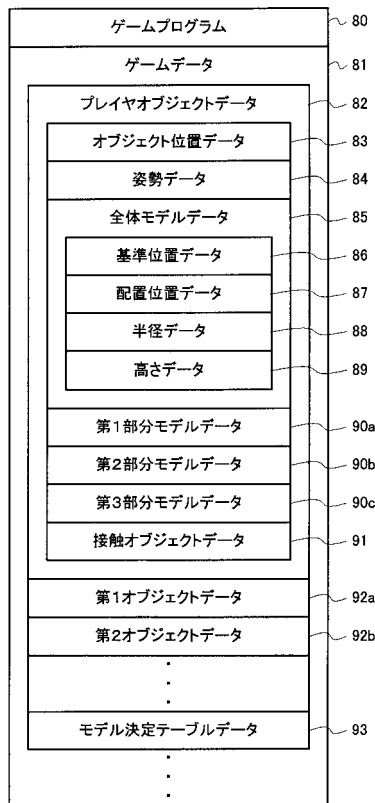 ゲームプログラム 80
ゲームデータ 81
プレイヤオブジェクトデータ 82
オブジェクト位置データ 83
姿勢データ 84
全体モデルデータ 85
基準位置データ 86
配置位置データ 87
半径データ 88
高さデータ 89
第1部分モデルデータ 90a
第2部分モデルデータ 90b
第3部分モデルデータ 90c
接触オブジェクトデータ 91
第1オブジェクトデータ 92a
第2オブジェクトデータ 92b
モデル決定テーブルデータ 93